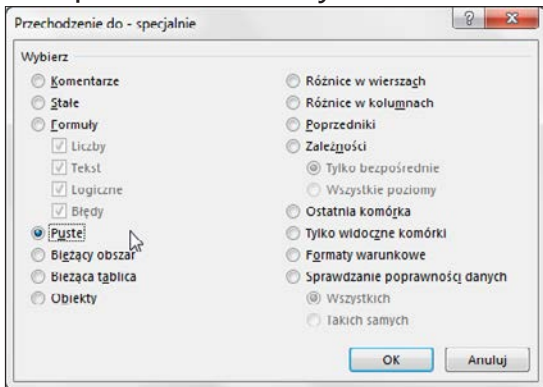 Przechodzenie do - specjalnie
Wybierz
Komentarze
Stałe
Formuły
Liczby
Tekst
Logiczne
Błędy
Puste
Bieżący obszar
Bieżąca tablica
Obiekty
Różnice w wierszach
Różnice w kolumnach
Poprzedniki
Zależności
Tylko bezpośrednie
Wszystkie poziomy
Ostatnia komórka
Tylko widoczne komórki
Formaty warunkowe
Sprawdzanie poprawności danych
Wszystkich
Takich samych
OK
Anuluj